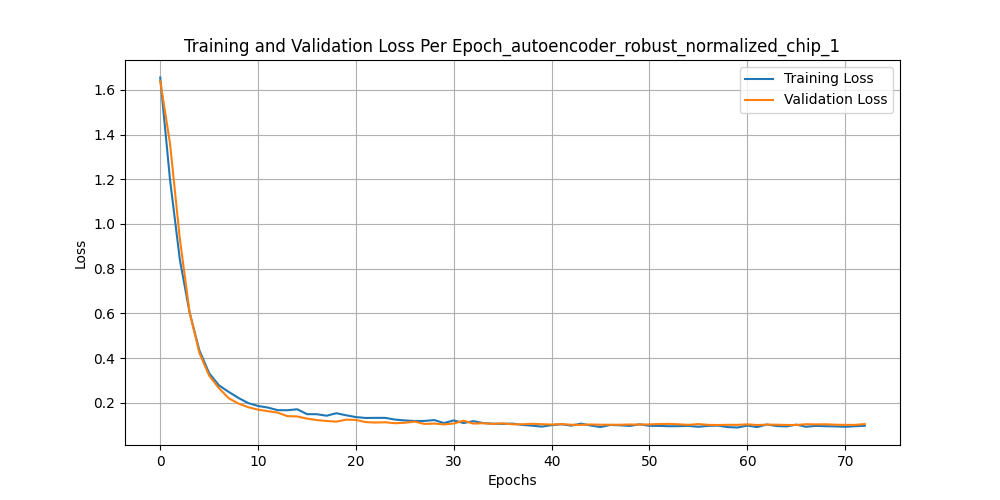 Training and Validation Loss Per Epoch_autoencoder_robust_normalized_chip_1
Training Loss
Validation Loss
Loss
1.6
1.4
1.2
1.0
0.8
0.6
0.4
0.2
0 10 20 30 40 50 60 70
Epochs